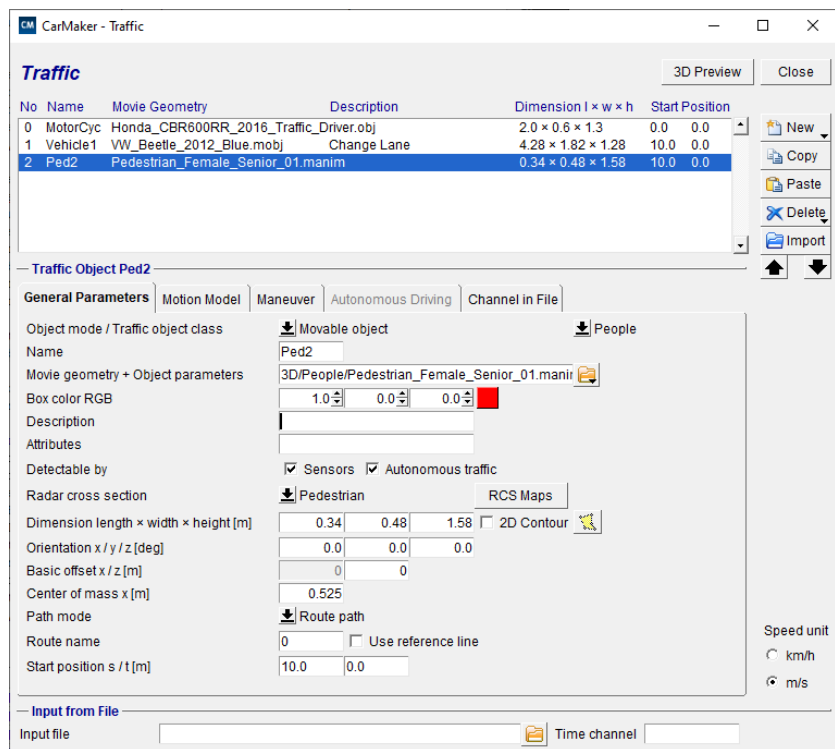 CM CarMaker - Traffic
Traffic
3D Preview Close
No Name Movie Geometry Description Dimension l × w × h Start Position
0 MotorCyc Honda_CBR600RR_2016_Traffic_Driver.obj 2.0 × 0.6 × 1.3 0.0 0.0
1 Vehicle1 VW_Beetle_2012_Blue.mobj Change Lane 4.28 × 1.82 × 1.28 10.0 0.0
2 Ped2 Pedestrian_Female_Senior_01.manim 0.34 × 0.48 × 1.58 10.0 0.0
New
Copy
Paste
Delete
Import
Traffic Object Ped2
General Parameters Motion Model Maneuver Autonomous Driving Channel in File
Object mode / Traffic object class Movable object People
Name Ped2
Movie geometry + Object parameters 3D/People/Pedestrian_Female_Senior_01.manim
Box color RGB 1.0 0.0 0.0
Description
Attributes
Detectable by Sensors Autonomous traffic
Radar cross section Pedestrian RCS Maps
Dimension length × width × height [m] 0.34 0.48 1.58 2D Contour
Orientation x / y / z [deg] 0.0 0.0 0.0
Basic offset x / z [m] 0 0
Center of mass x [m] 0.525
Path mode Route path
Route name 0 Use reference line
Start position s / t [m] 10.0 0.0
Speed unit
km/h
m/s
Input from File
Input file Time channel